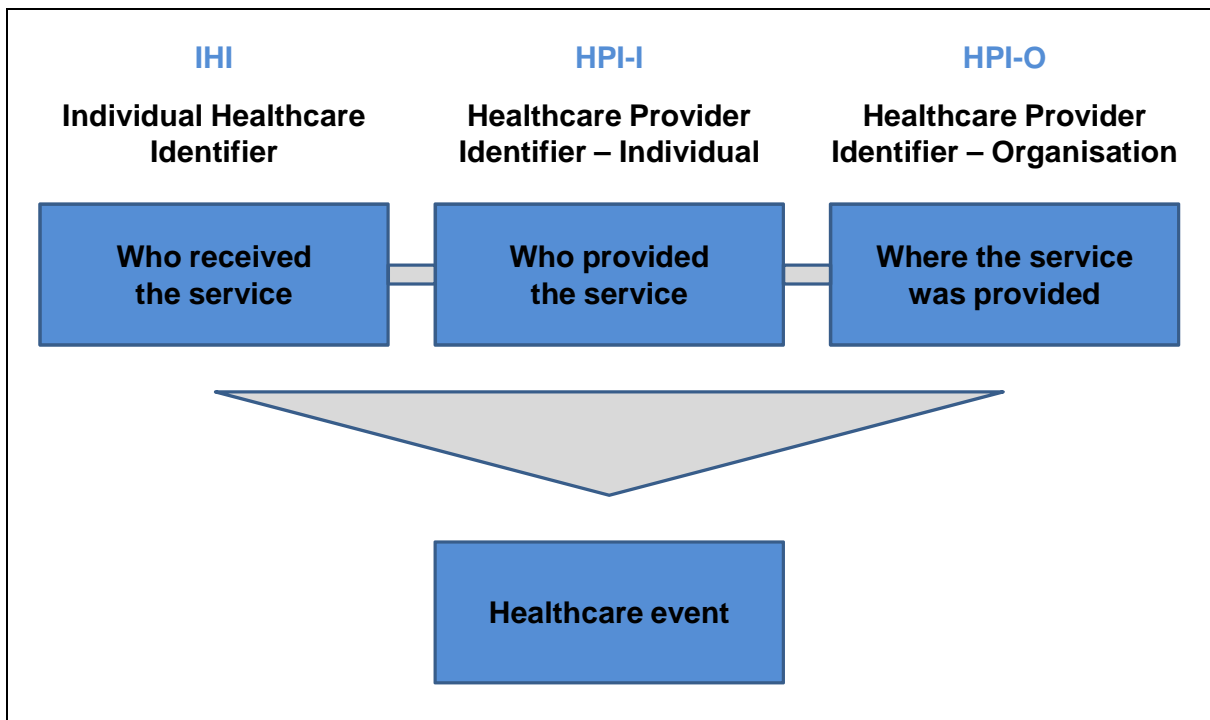 IHI
HPI-I
HPI-O
Individual Healthcare
Identifier
Healthcare Provider
Identifier – Individual
Healthcare Provider
Identifier – Organisation
Who received
the service
Who provided
the service
Where the service
was provided
Healthcare event